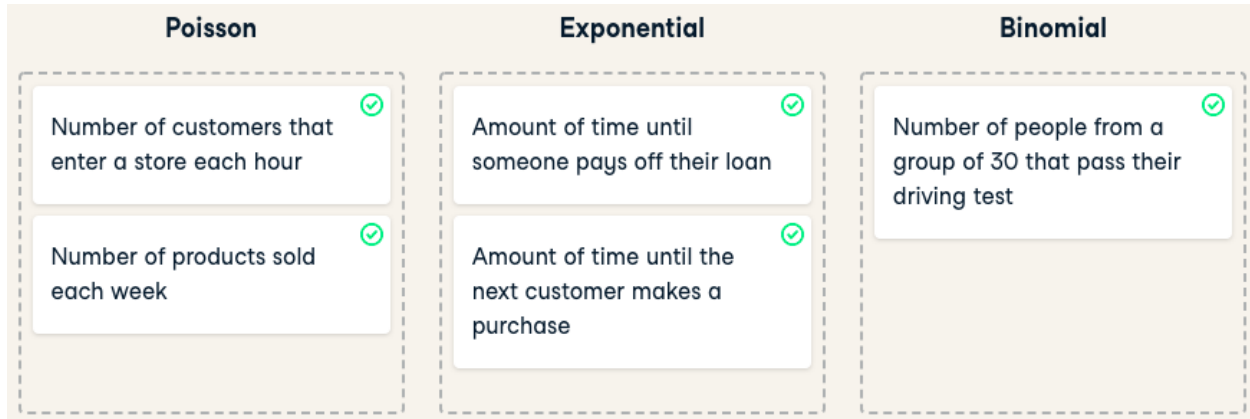 Poisson
Number of customers that
enter a store each hour
Number of products sold
each week
Exponential
Amount of time until
someone pays off their loan
Amount of time until the
next customer makes a
purchase
Binomial
Number of people from a
group of 30 that pass their
driving test